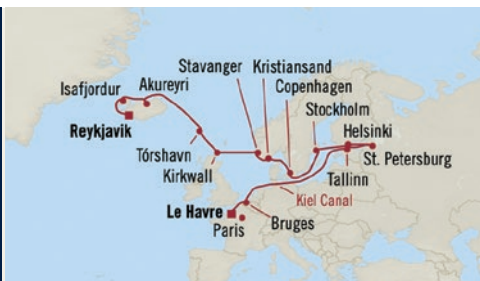 Stavanger
Kristiansand
Isafjordur
Akureyri
Copenhagen
Stockholm
Reykjavik
Helsinki
Tórshavn
St. Petersburg
Kirkwall
Tallinn
Kiel Canal
Le Havre
Paris
Bruges